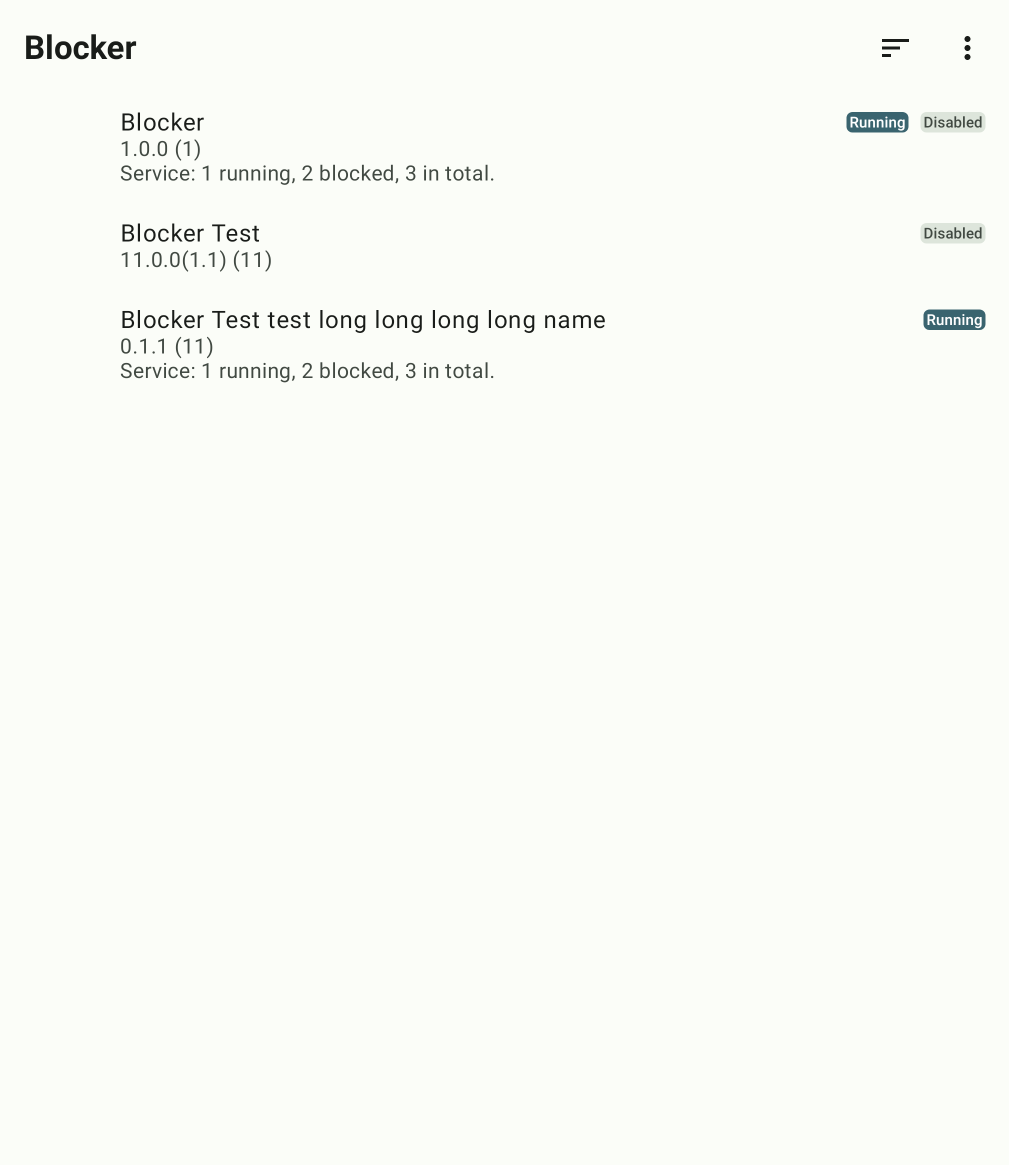 Blocker
Blocker Running Disabled
1.0.0 (1)
Service: 1 running, 2 blocked, 3 in total.
Blocker Test Disabled
11.0.0(1.1) (11)
Blocker Test test long long long long name Running
0.1.1 (11)
Service: 1 running, 2 blocked, 3 in total.